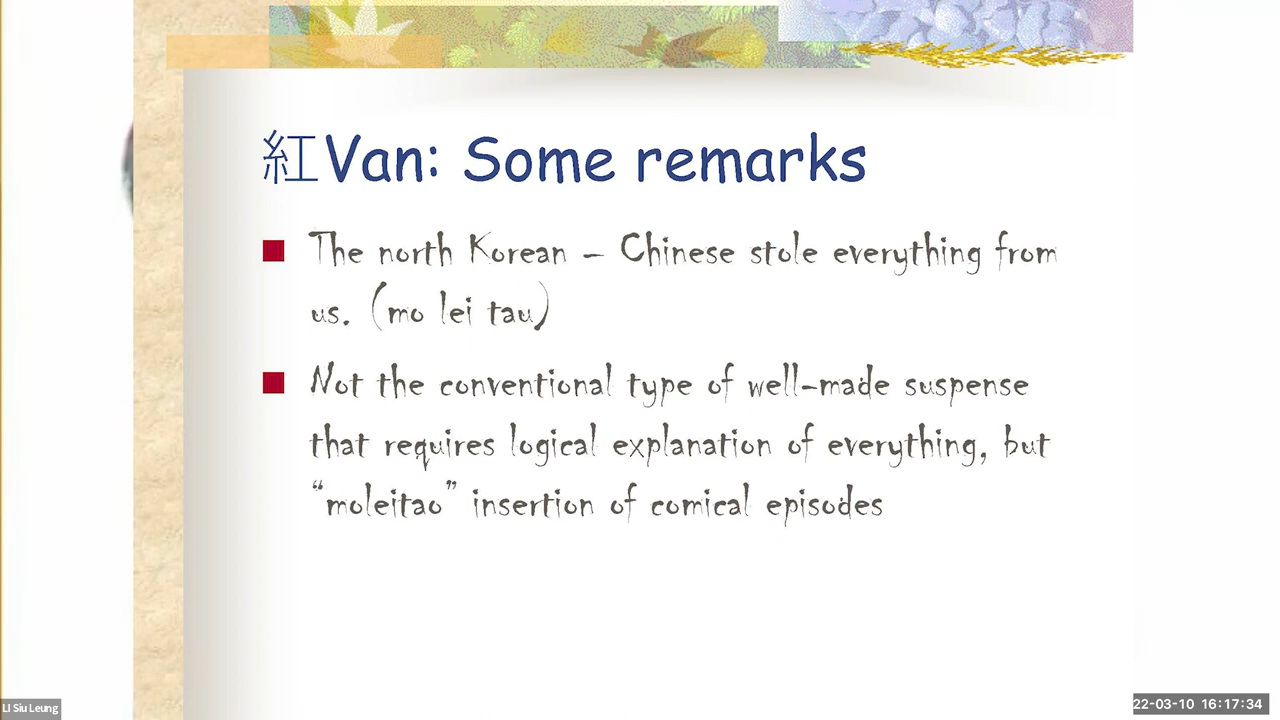 紅Van: Some remarks
The north Korean – Chinese stole everything from
us. (mo lei tau)
Not the conventional type of well-made suspense
that requires logical explanation of everything, but
“moleitao” insertion of comical episodes
LI Siu Leung
22-03-10 16:17:34